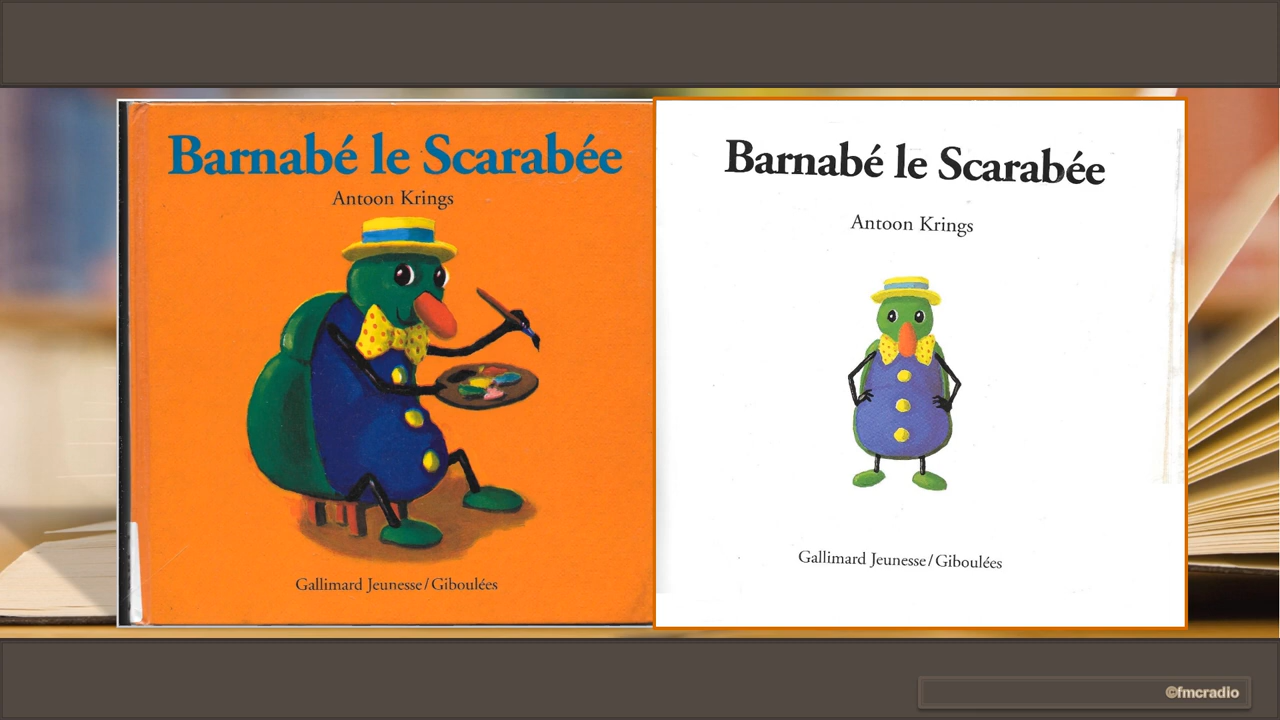 Barnabé le Scarabée
Antoon Krings
Gallimard Jeunesse/Giboulées
Barnabé le Scarabée
Antoon Krings
Gallimard Jeunesse/Giboulées
@fmcradio